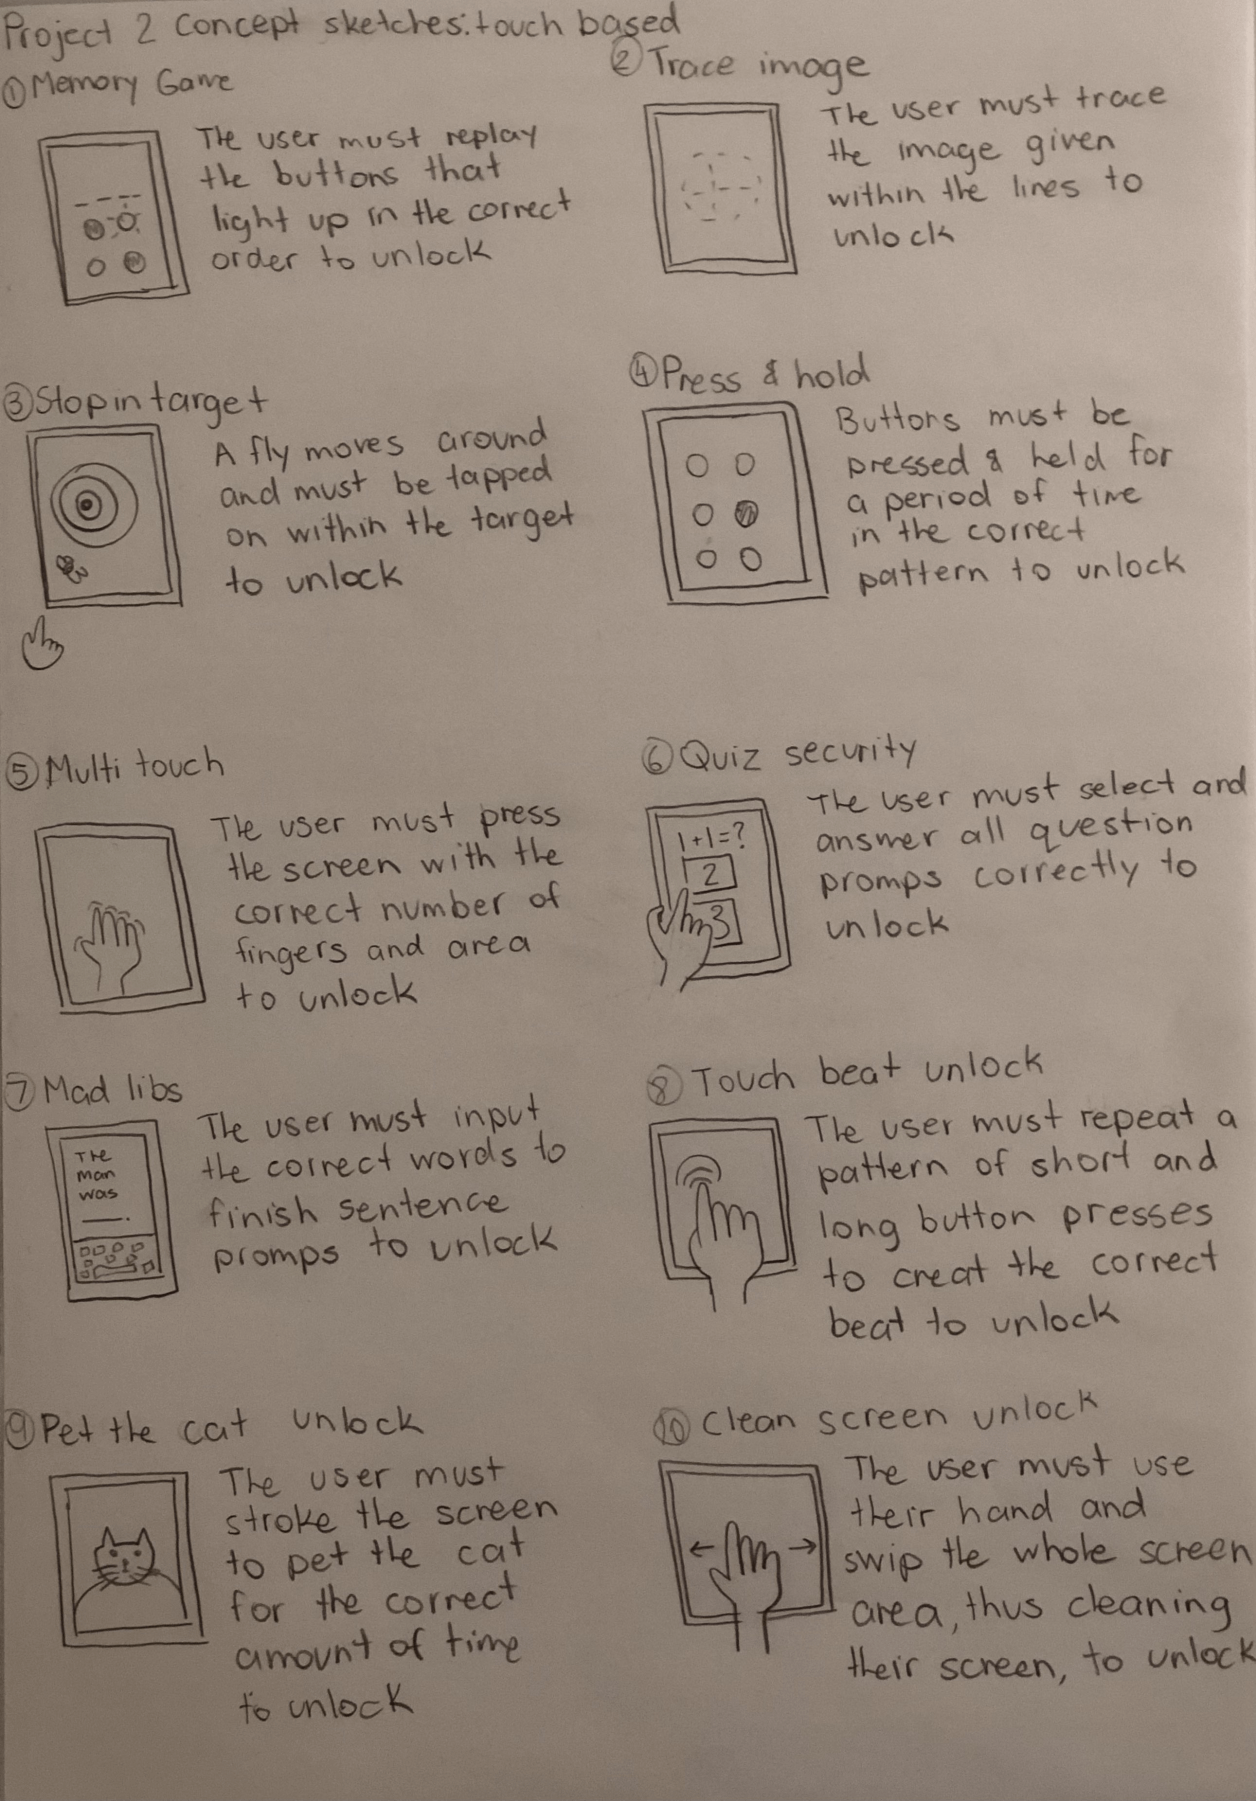 Project 2 Concept sketches: touch based
① Memory Game
The user must replay
the buttons that
light up in the correct
order to unlock
② Trace image
The user must trace
the image given
within the lines to
unlock
③ Stop in target
A fly moves around
and must be tapped
on within the target
to unlock
④ Press & hold
Buttons must be
pressed & held for
a period of time
in the correct
pattern to unlock
⑤ Multi touch
The user must press
the screen with the
correct number of
fingers and area
to unlock
⑥ Quiz security
1+1=?
2
3
The user must select and
answer all question
promps correctly to
unlock
⑦ Mad libs
The
man
was
___.
The user must input
the correct words to
finish sentence
promps to unlock
⑧ Touch beat unlock
The user must repeat a
pattern of short and
long button presses
to creat the correct
beat to unlock
⑨ Pet the cat unlock
The user must
stroke the screen
to pet the cat
for the correct
amount of time
to unlock
⑩ Clean screen unlock
The user must use
their hand and
swip the whole screen
area, thus cleaning
their screen, to unlock